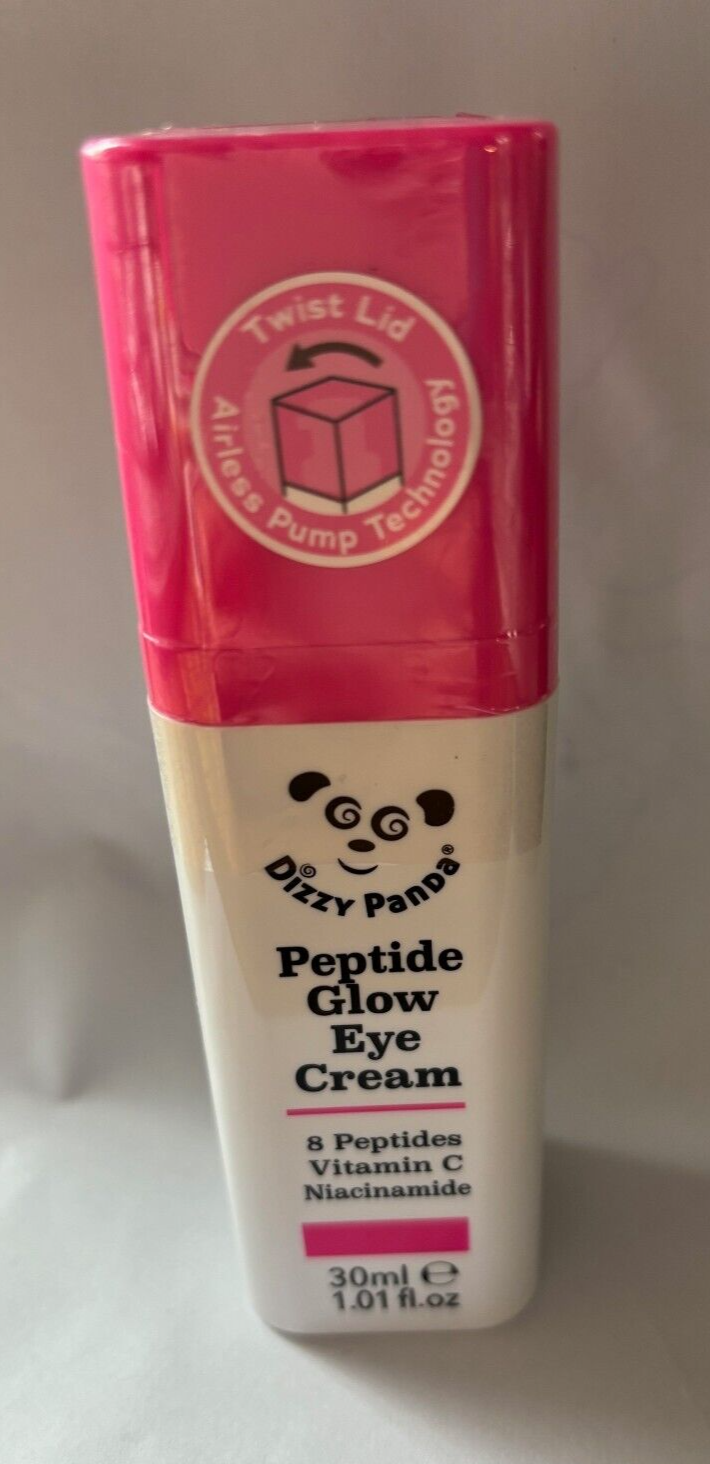 Twist Lid
Airless Pump Technology
Dizzy Panda®
Peptide
Glow
Eye
Cream
8 Peptides
Vitamin C
Niacinamide
30ml ℮
1.01 fl.oz